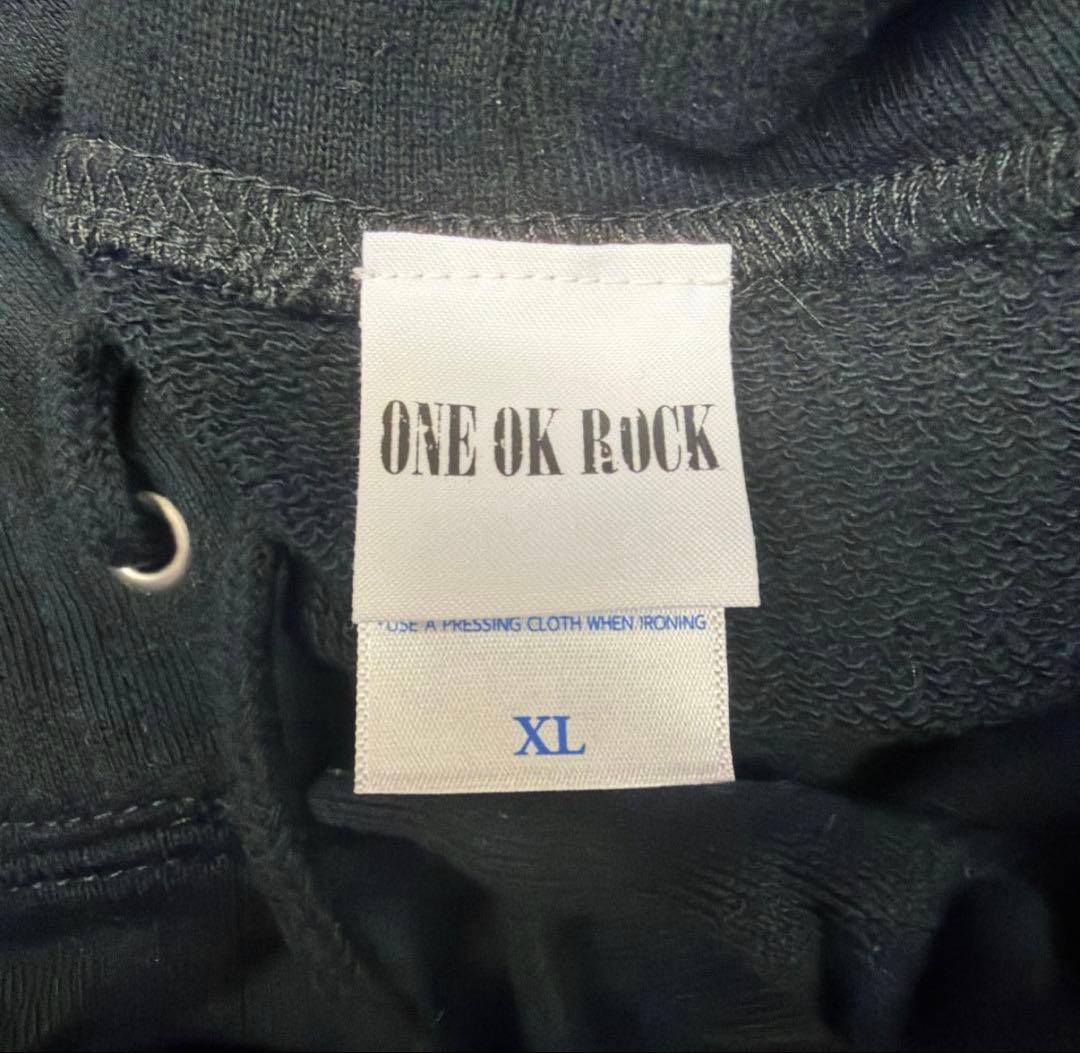 ONE OK ROCK
USE A PRESSING CLOTH WHEN IRONING
XL